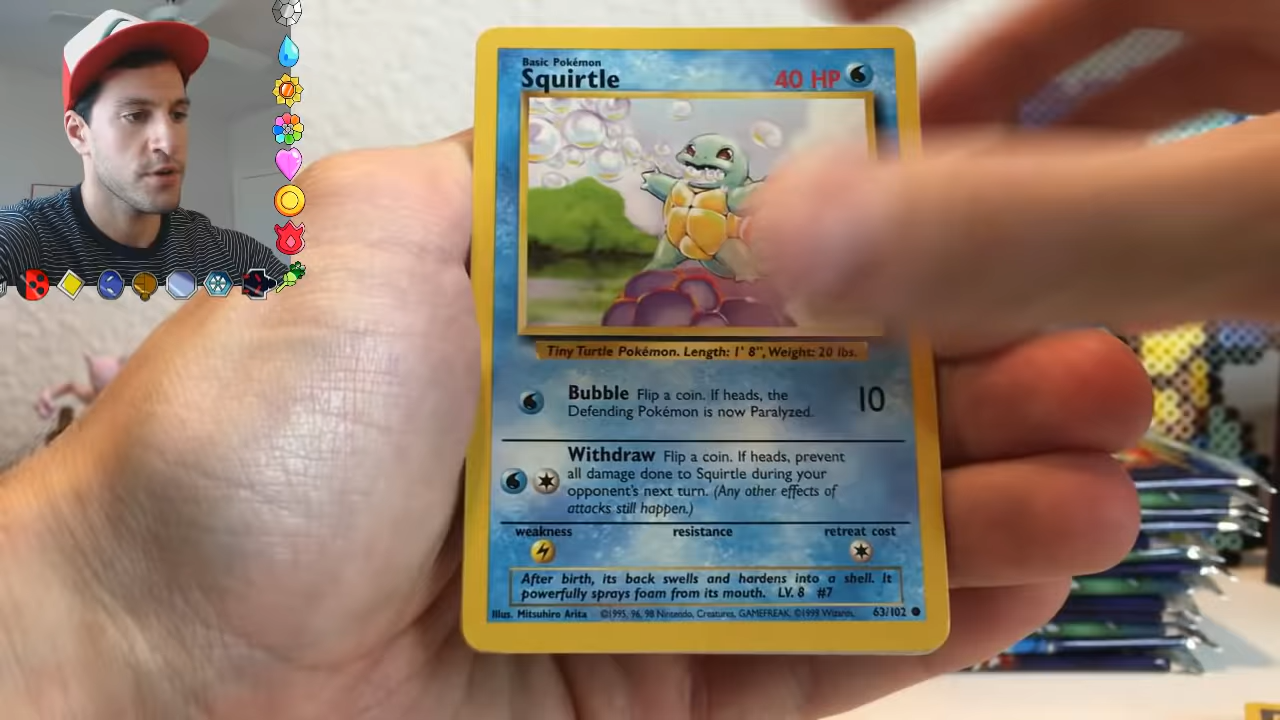 Basic Pokémon
Squirtle 40 HP
Tiny Turtle Pokémon. Length: 1' 8", Weight: 20 lbs.
Bubble Flip a coin. If heads, the
Defending Pokémon is now Paralyzed.
10
Withdraw Flip a coin. If heads, prevent
all damage done to Squirtle during your
opponent's next turn. (Any other effects of
attacks still happen.)
weakness resistance retreat cost
After birth, its back swells and hardens into a shell. It
powerfully sprays foam from its mouth. LV. 8 #7
Illus. Mitsuhiro Arita ©1995, 96, 98 Nintendo, Creatures, GAMEFREAK. ©1999 Wizards. 63/102